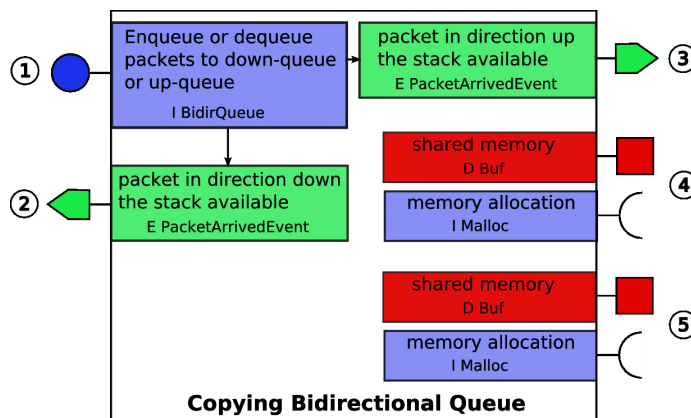 Enqueue or dequeue
packets to down-queue
or up-queue
I BidirQueue
packet in direction up
the stack available
E PacketArrivedEvent
1
3
shared memory
D Buf
packet in direction down
the stack available
E PacketArrivedEvent
2
memory allocation
I Malloc
4
shared memory
D Buf
memory allocation
I Malloc
5
Copying Bidirectional Queue